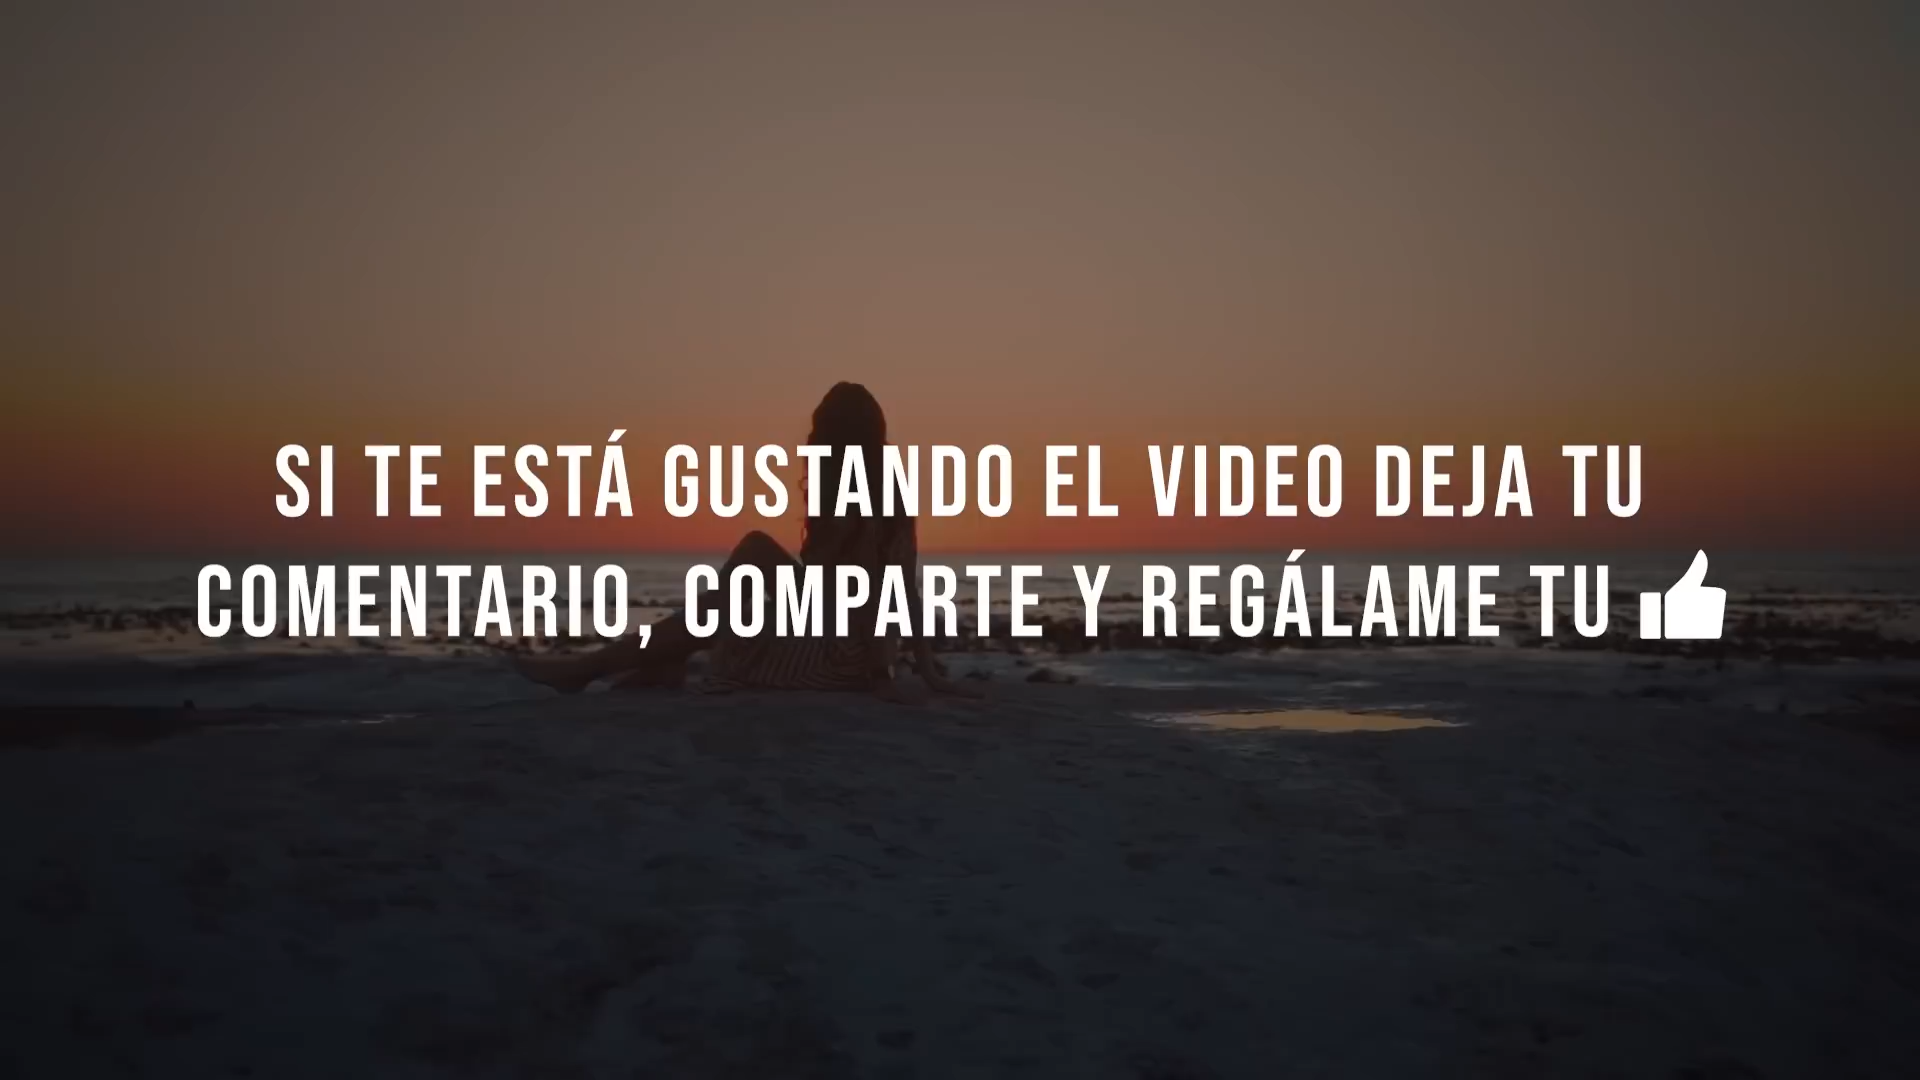 SI TE ESTÁ GUSTANDO EL VIDEO DEJA TU
COMENTARIO, COMPARTE Y REGÁLAME TU